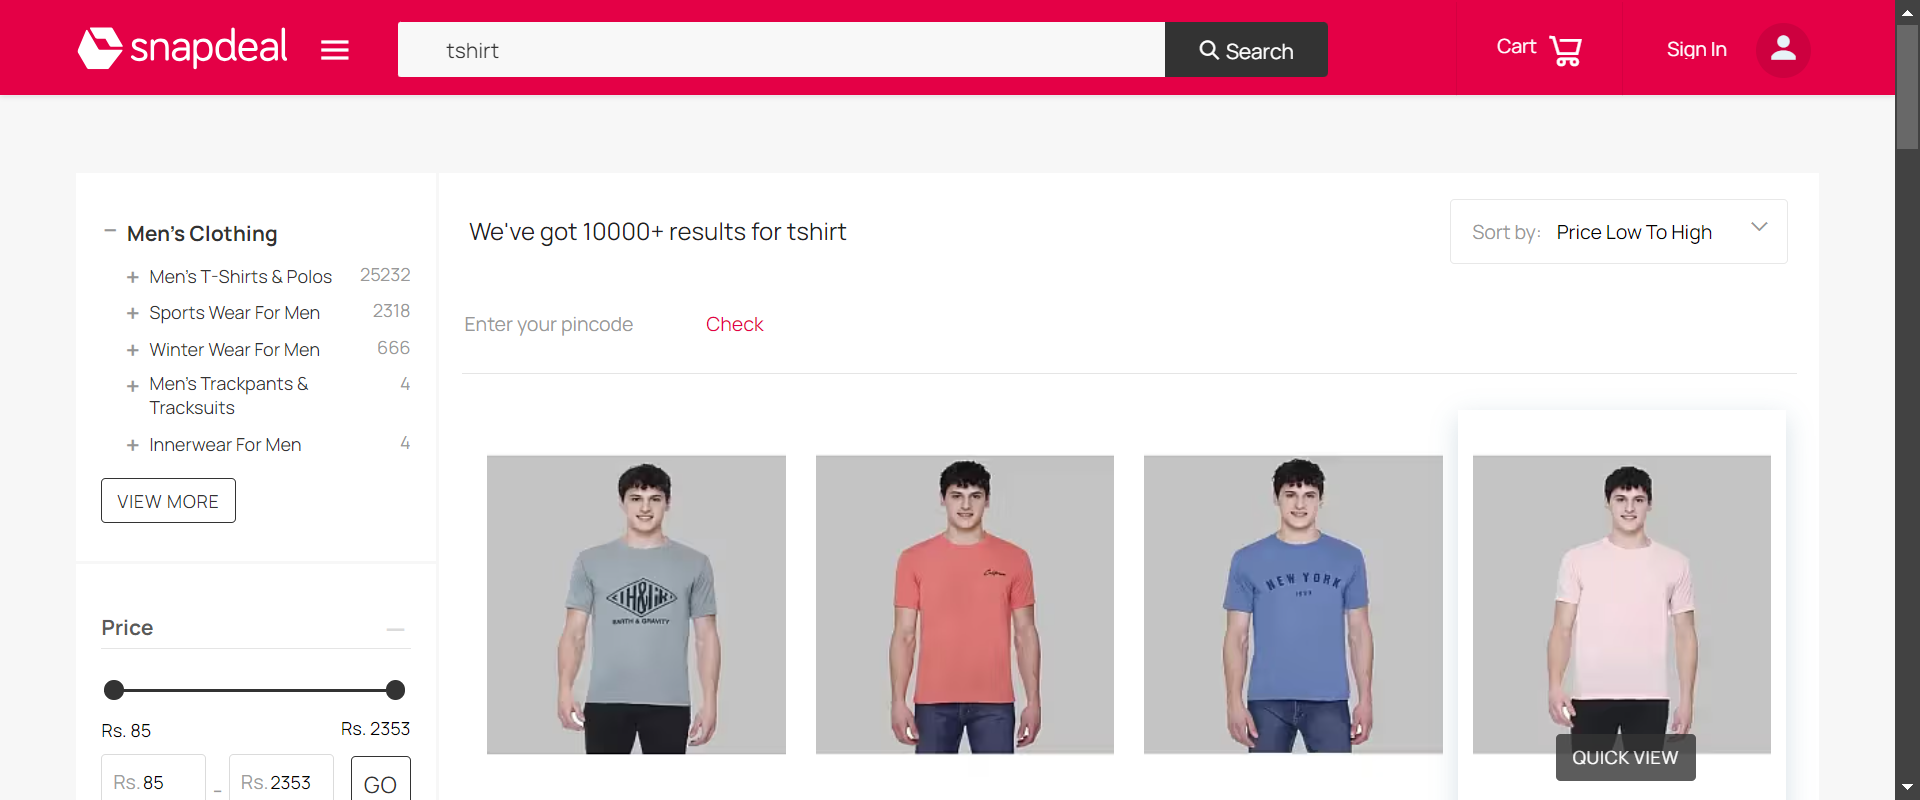 snapdeal
tshirt
Search
Cart
Sign In
Men's Clothing
Men's T-Shirts & Polos 25232
Sports Wear For Men 2318
Winter Wear For Men 666
Men's Trackpants & 4
Tracksuits
Innerwear For Men 4
VIEW MORE
Price
Rs. 85 Rs. 2353
Rs. 85 - Rs. 2353 GO
We've got 10000+ results for tshirt
Sort by: Price Low To High
Enter your pincode Check
EARTH & GRAVITY
NEW YORK
QUICK VIEW